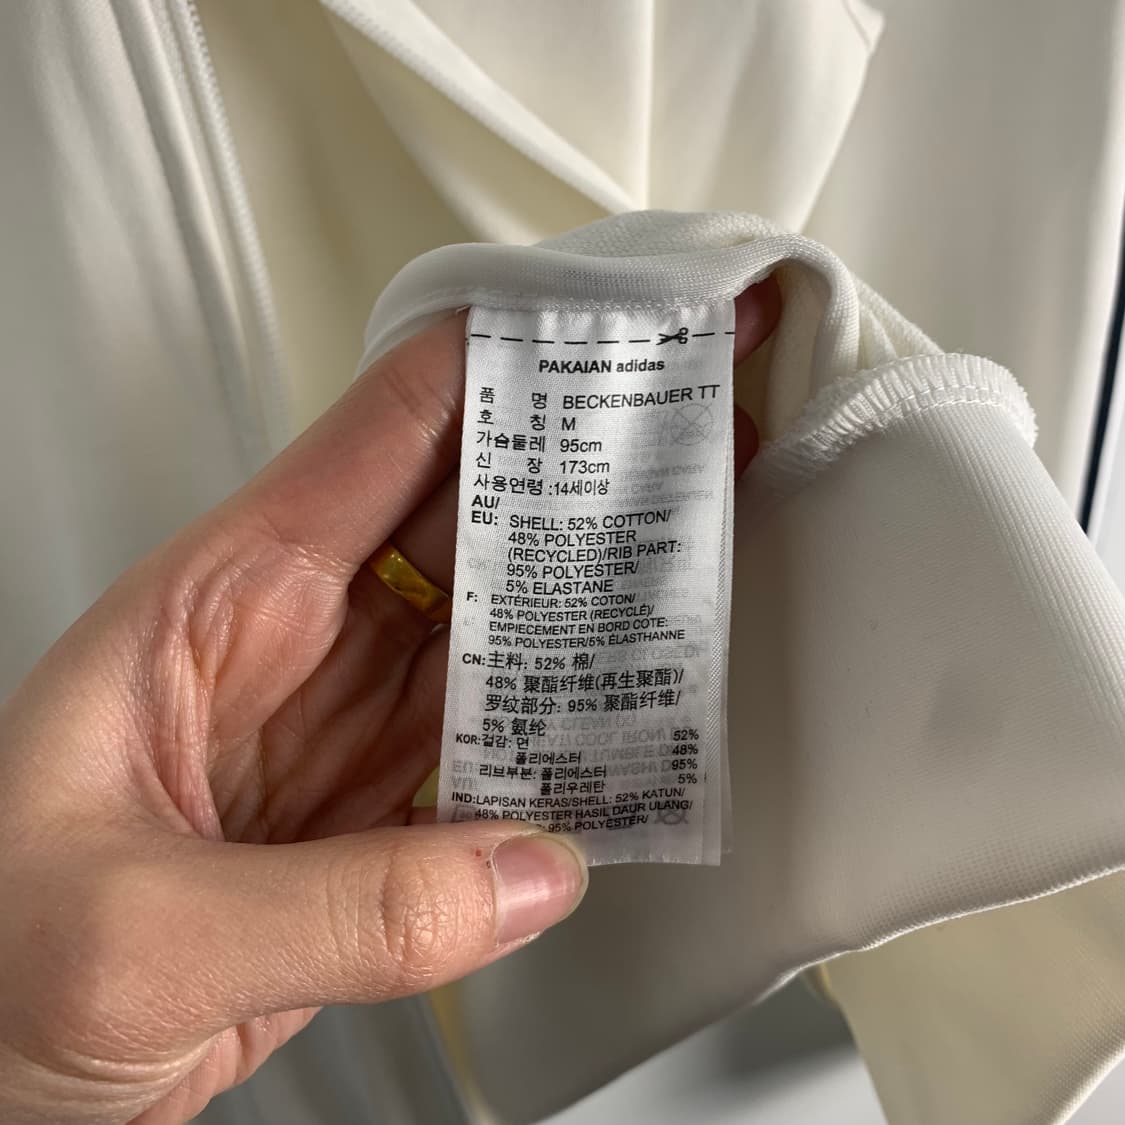 PAKAIAN adidas
품 명 BECKENBAUER TT
호 칭 M
가슴둘레 95cm
신 장 173cm
사용연령 :14세이상
AU/
EU: SHELL: 52% COTTON/
48% POLYESTER
(RECYCLED)/RIB PART:
95% POLYESTER/
5% ELASTANE
F: EXTÉRIEUR: 52% COTON/
48% POLYESTER (RECYCLÉ)/
EMPIECEMENT EN BORD COTE:
95% POLYESTER/5% ÉLASTHANNE
CN:主料: 52% 棉/
48% 聚酯纤维(再生聚酯)/
罗纹部分: 95% 聚酯纤维/
5% 氨纶
KOR:겉감: 면 52%
폴리에스터 48%
리브부분: 폴리에스터 95%
폴리우레탄 5%
IND:LAPISAN KERAS/SHELL: 52% KATUN/
48% POLYESTER HASIL DAUR ULANG/
95% POLYESTER/